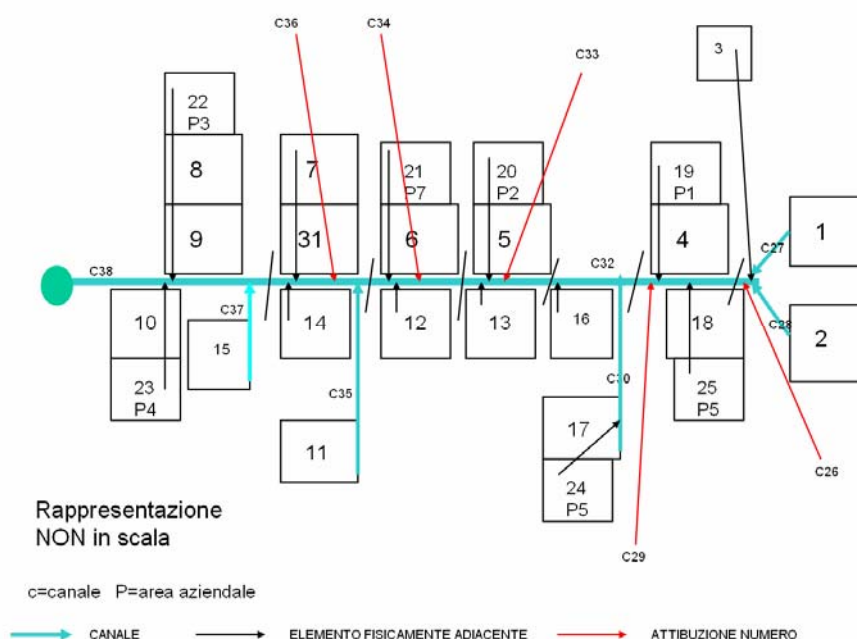 C36
C34
C33
3
22
P3
7
21
P7
20
P2
19
P1
8
9
31
6
5
4
1
C27
C38
C32
C28
2
10
C37
15
14
12
13
16
18
23
P4
C35
C30
25
P5
11
17
24
P5
C26
C29
Rappresentazione
NON in scala
c=canale P=area aziendale
CANALE
ELEMENTO FISICAMENTE ADIACENTE
ATTIBUZIONE NUMERO